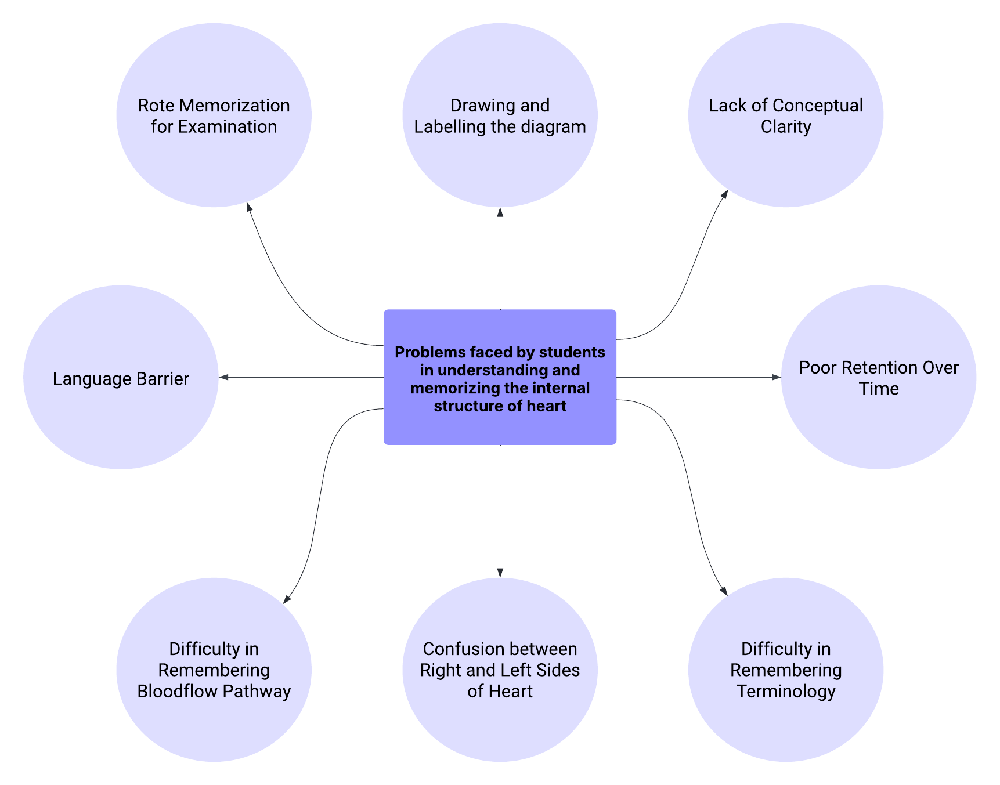 Rote Memorization
for Examination
Drawing and
Labelling the diagram
Lack of Conceptual
Clarity
Language Barrier
Problems faced by students
in understanding and
memorizing the internal
structure of heart
Poor Retention Over
Time
Difficulty in
Remembering
Bloodflow Pathway
Confusion between
Right and Left Sides
of Heart
Difficulty in
Remembering
Terminology